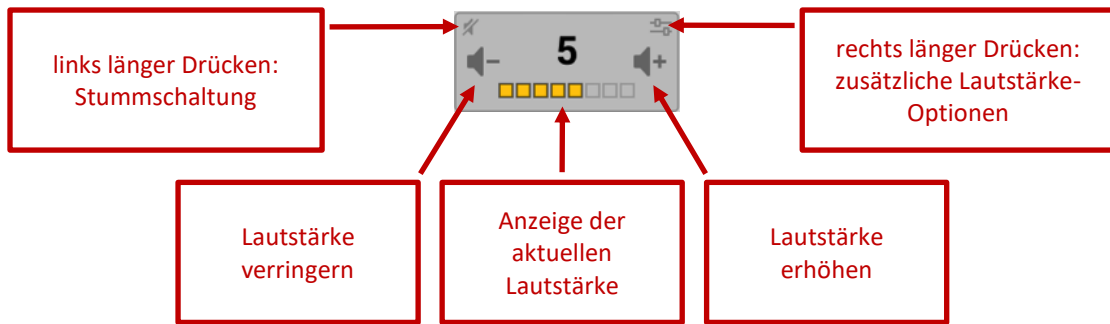 links länger Drücken:
Stummschaltung
5
rechts länger Drücken:
zusätzliche Lautstärke-
Optionen
Lautstärke
verringern
Anzeige der
aktuellen
Lautstärke
Lautstärke
erhöhen